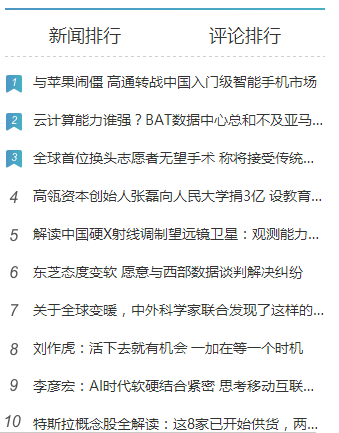 新闻排行 评论排行
1 与苹果闹僵 高通转战中国入门级智能手机市场
2 云计算能力谁强？BAT数据中心总和不及亚马...
3 全球首位换头志愿者无望手术 称将接受传统...
4 高瓴资本创始人张磊向人民大学捐3亿 设教育...
5 解读中国硬X射线调制望远镜卫星：观测能力...
6 东芝态度变软 愿意与西部数据谈判解决纠纷
7 关于全球变暖，中外科学家联合发现了这样的...
8 刘作虎：活下去就有机会 一加在等一个时机
9 李彦宏：AI时代软硬结合紧密 思考移动互联...
10 特斯拉概念股全解读：这8家已开始供货，两...